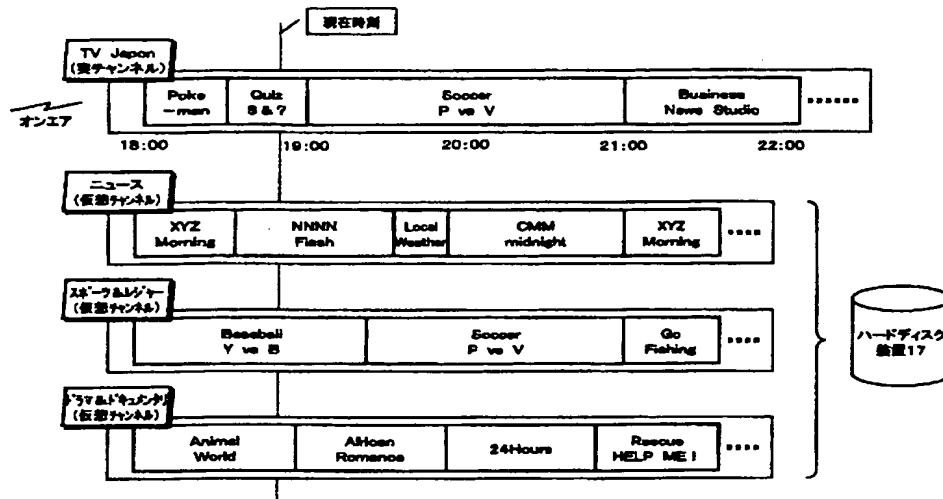 現在時刻
TV Japon
(実チャンネル)
オンエア
Poke
-man
Quiz
8 & 7
Soccer
P vs V
Business
News Studio
••••••
18:00
19:00
20:00
21:00
22:00
ニュース
(仮想チャンネル)
XYZ
Morning
NNNN
Flash
Local
Weather
CMM
midnight
XYZ
Morning
••••
スポーツ&レジャー
(仮想チャンネル)
Baseball
Y vs B
Soccer
P vs V
Go
Fishing
••••
ドラマ&ドキュメンタリ
(仮想チャンネル)
Animal
World
African
Romance
24Hours
Rescue
HELP ME !
••••
ハードディスク
装置17